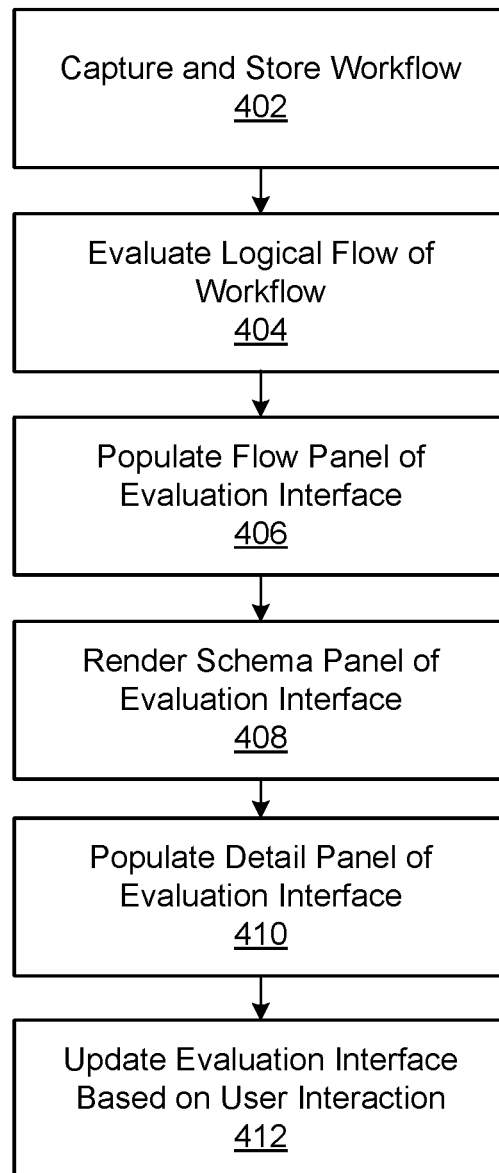 Capture and Store Workflow
402
Evaluate Logical Flow of
Workflow
404
Populate Flow Panel of
Evaluation Interface
406
Render Schema Panel of
Evaluation Interface
408
Populate Detail Panel of
Evaluation Interface
410
Update Evaluation Interface
Based on User Interaction
412